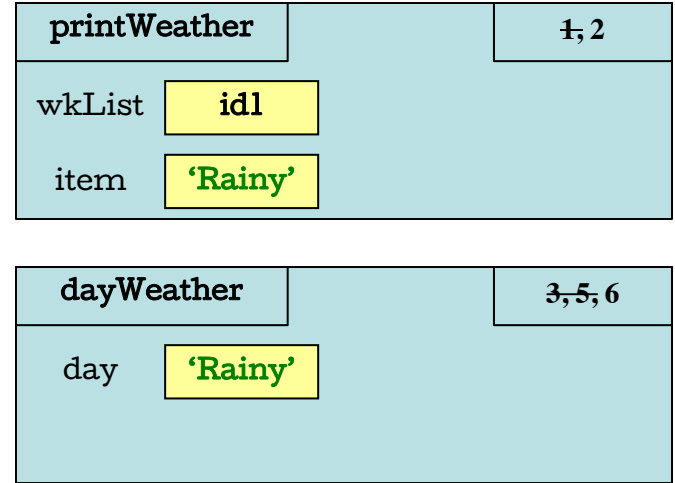 printWeather 1, 2
wkList id1
item ‘Rainy’
dayWeather 3, 5, 6
day ‘Rainy’